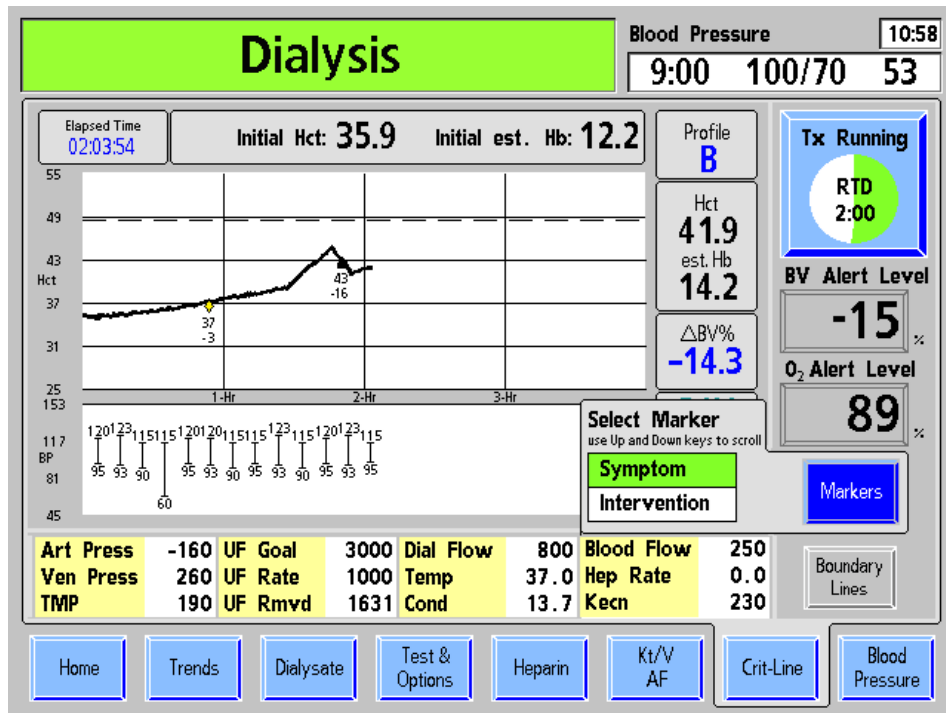 Dialysis
Blood Pressure 10:58
9:00 100/70 53
Elapsed Time
02:03:54
Initial Hct: 35.9 Initial est. Hb: 12.2
Profile
B
Tx Running
RTD
2:00
55
49
43
Hct
37
31
25
37
-3
43
-16
1-Hr 2-Hr 3-Hr
Hct
41.9
est. Hb
14.2
△BV%
-14.3
BV Alert Level
-15 %
O₂ Alert Level
89 %
153
117
BP
81
45
120 123 115 115 120 120 115 115 123 115 120 123 115
95 93 90 60 95 93 90 95 93 90 95 93 95
Select Marker
use Up and Down keys to scroll
Symptom
Intervention
Markers
Art Press -160 UF Goal 3000 Dial Flow 800 Blood Flow 250
Ven Press 260 UF Rate 1000 Temp 37.0 Hep Rate 0.0
TMP 190 UF Rmvd 1631 Cond 13.7 Kecn 230
Boundary
Lines
Home
Trends
Dialysate
Test &
Options
Heparin
Kt/V
AF
Crit-Line
Blood
Pressure